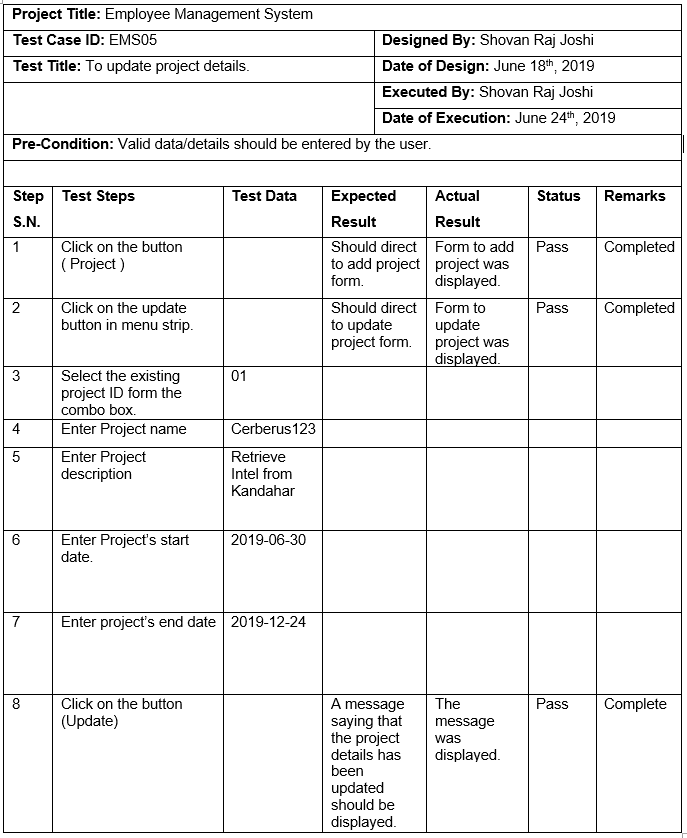 Project Title: Employee Management System
Test Case ID: EMS05
Designed By: Shovan Raj Joshi
Test Title: To update project details.
Date of Design: June 18th, 2019
Executed By: Shovan Raj Joshi
Date of Execution: June 24th, 2019
Pre-Condition: Valid data/details should be entered by the user.
Step
S.N.
Test Steps
Test Data
Expected
Result
Actual
Result
Status
Remarks
1
Click on the button
( Project )
Should direct
to add project
form.
Form to add
project was
displayed.
Pass
Completed
2
Click on the update
button in menu strip.
Should direct
to update
project form.
Form to
update
project was
displayed.
Pass
Completed
3
Select the existing
project ID form the
combo box.
01
4
Enter Project name
Cerberus123
5
Enter Project
description
Retrieve
Intel from
Kandahar
6
Enter Project’s start
date.
2019-06-30
7
Enter project’s end date
2019-12-24
8
Click on the button
(Update)
A message
saying that
the project
details has
been
updated
should be
displayed.
The
message
was
displayed.
Pass
Complete